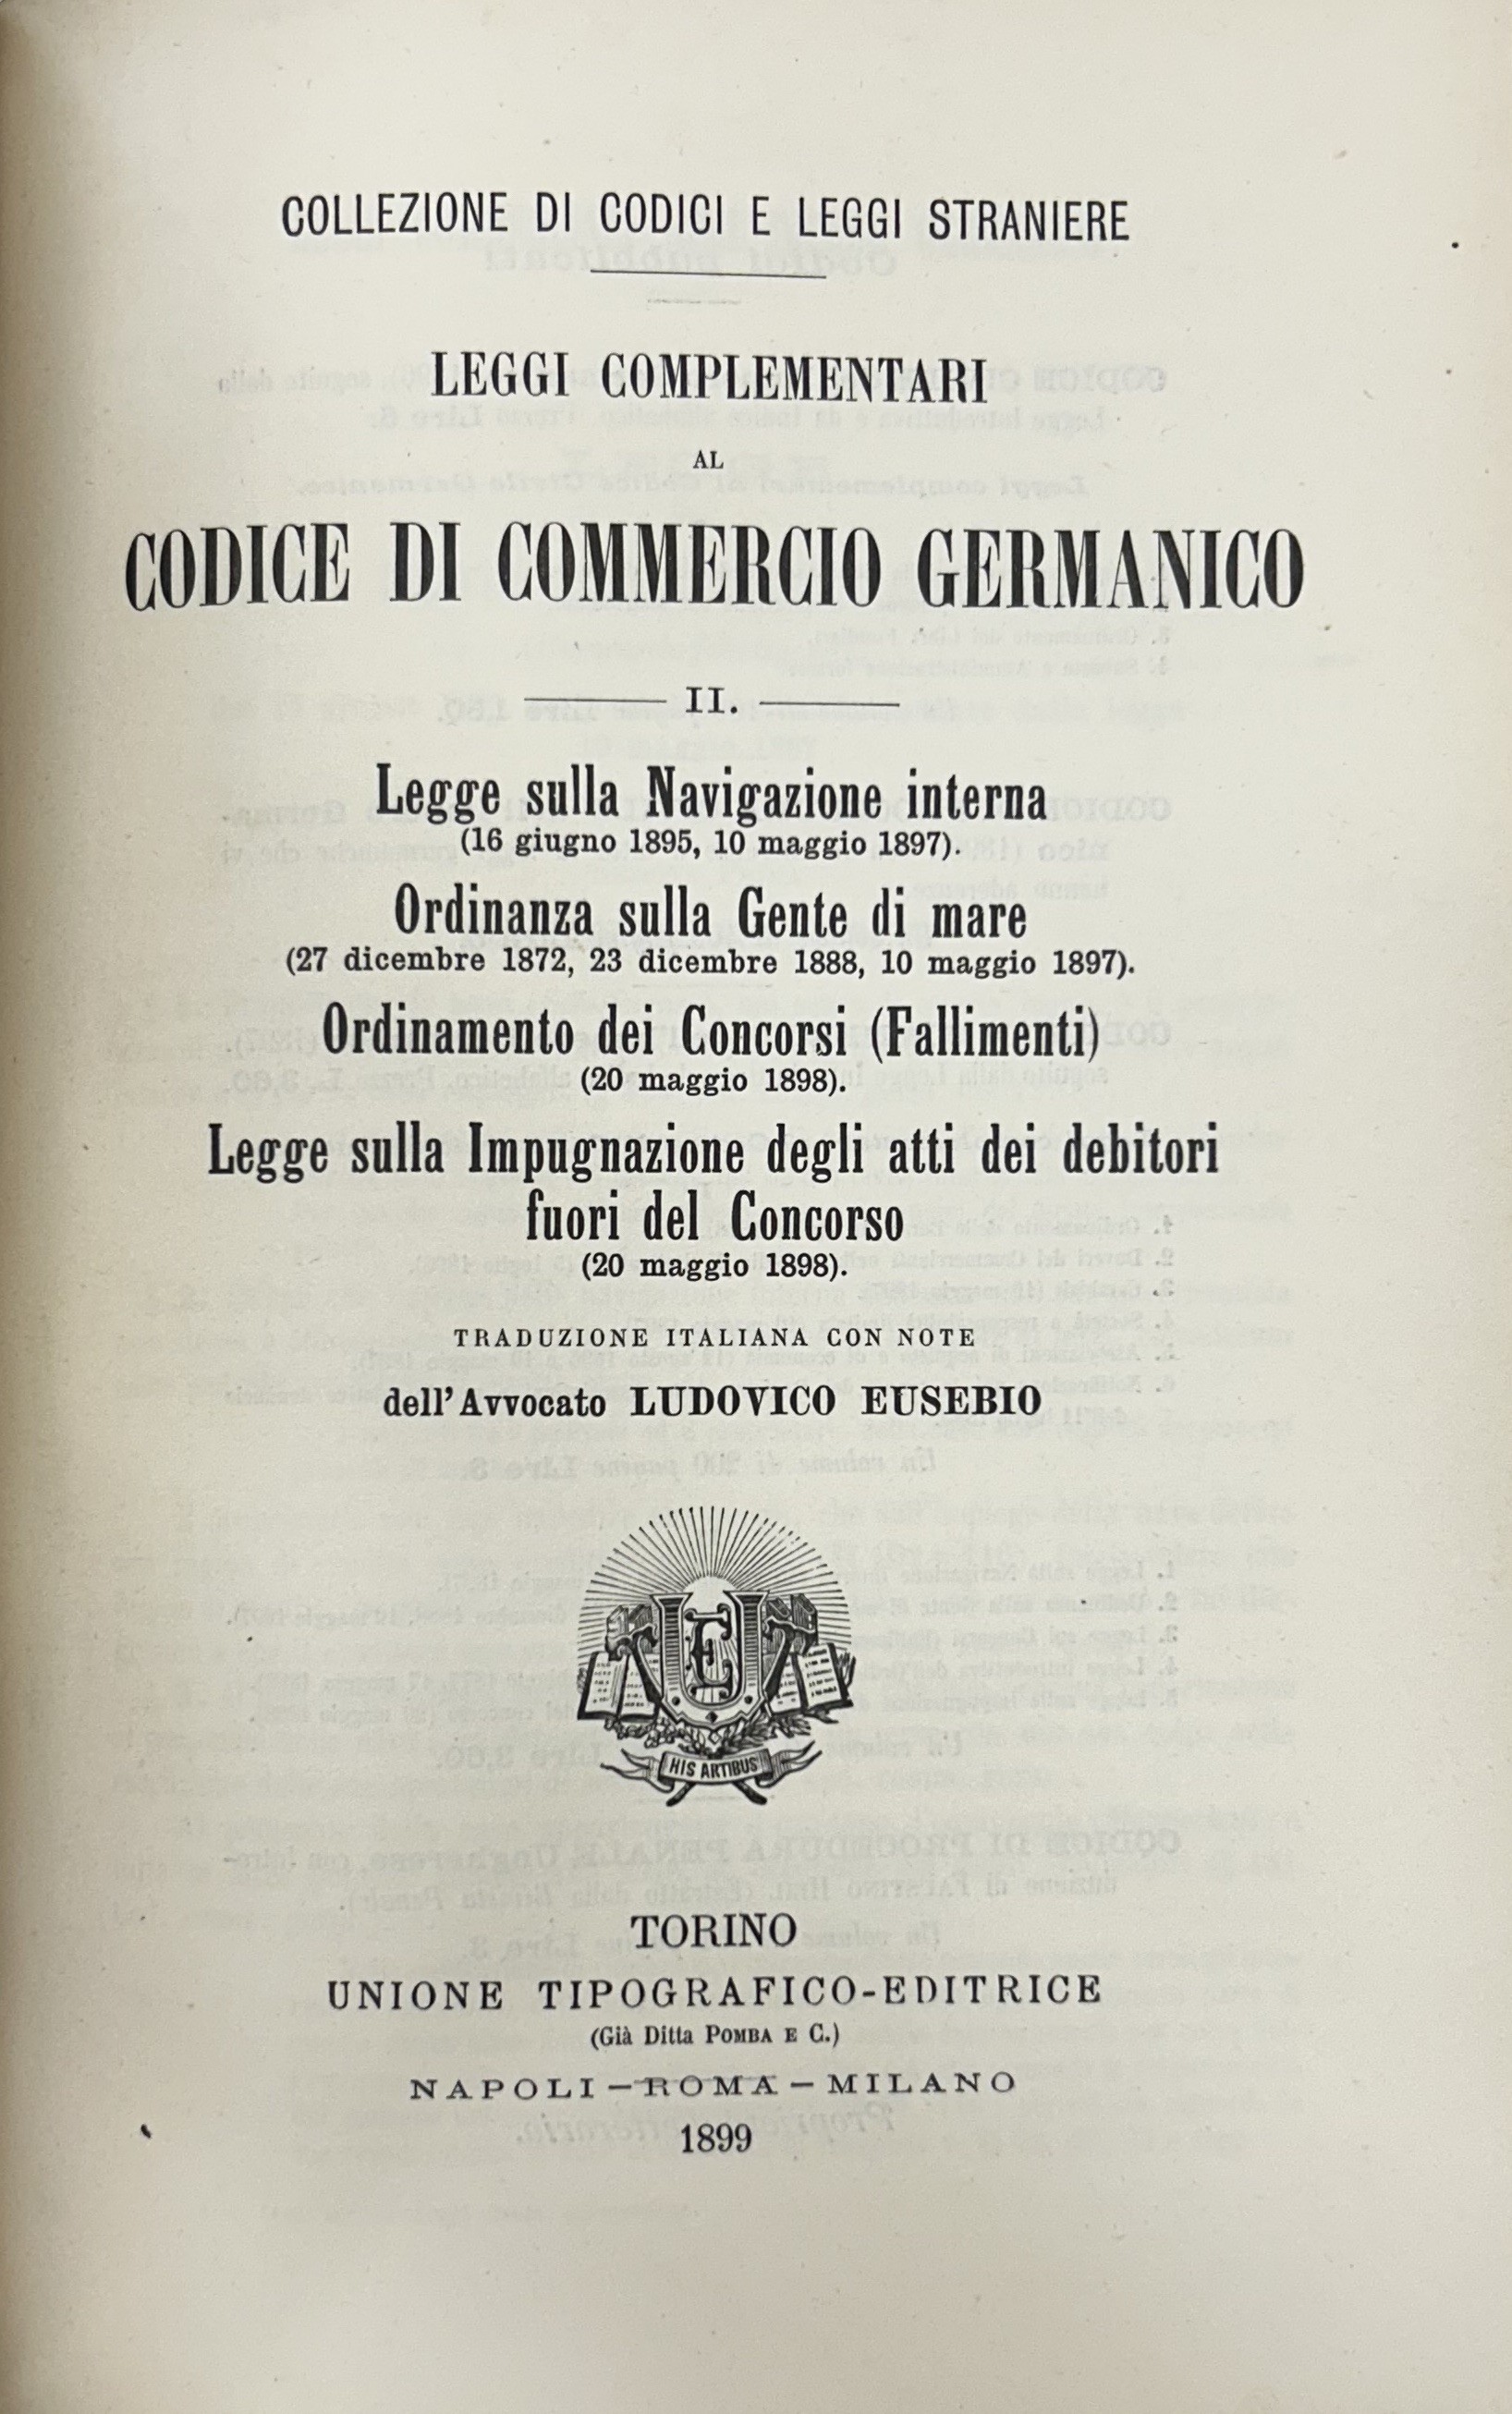 COLLEZIONE DI CODICI E LEGGI STRANIERE
LEGGI COMPLEMENTARI
AL
CODICE DI COMMERCIO GERMANICO
II.
Legge sulla Navigazione interna
(16 giugno 1895, 10 maggio 1897).
Ordinanza sulla Gente di mare
(27 dicembre 1872, 23 dicembre 1888, 10 maggio 1897).
Ordinamento dei Concorsi (Fallimenti)
(20 maggio 1898).
Legge sulla Impugnazione degli atti dei debitori
fuori del Concorso
(20 maggio 1898).
TRADUZIONE ITALIANA CON NOTE
dell' Avvocato LUDOVICO EUSEBIO
UTE
HIS ARTIBUS
TORINO
UNIONE TIPOGRAFICO-EDITRICE
(Già Ditta POMBA E C.)
NAPOLI — ROMA — MILANO
1899